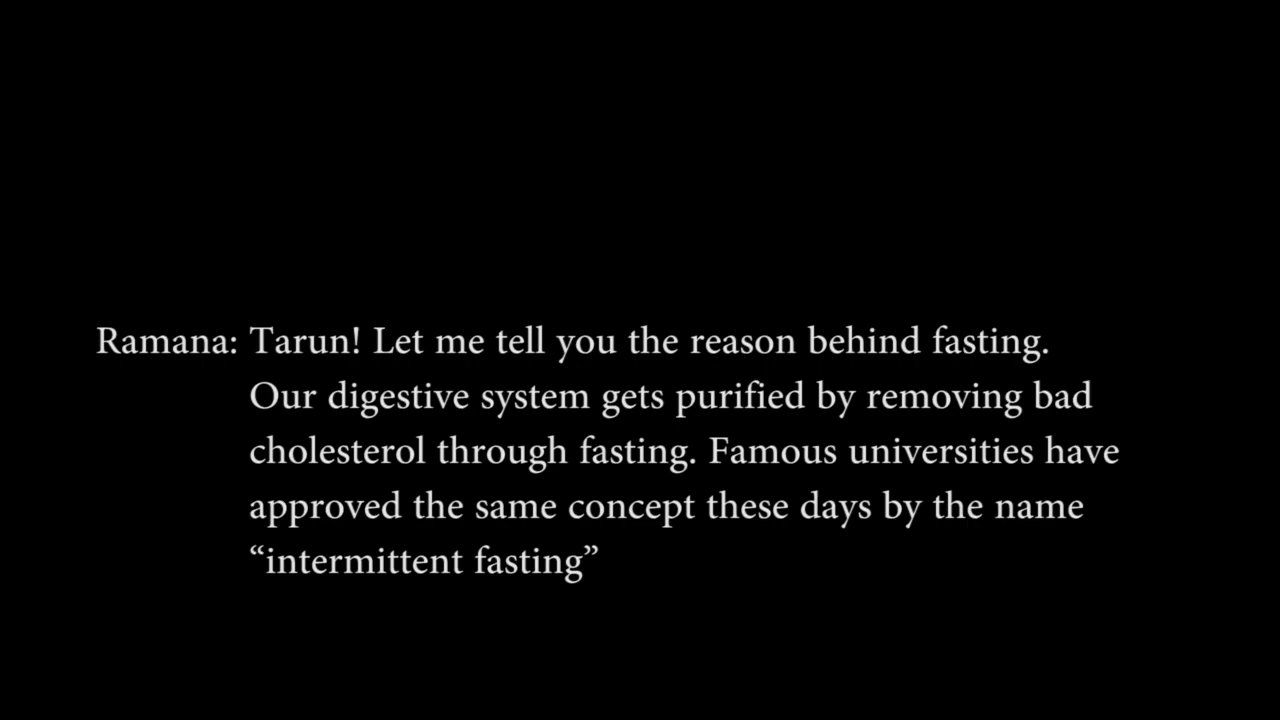 Ramana: Tarun! Let me tell you the reason behind fasting.
Our digestive system gets purified by removing bad
cholesterol through fasting. Famous universities have
approved the same concept these days by the name
“intermittent fasting”